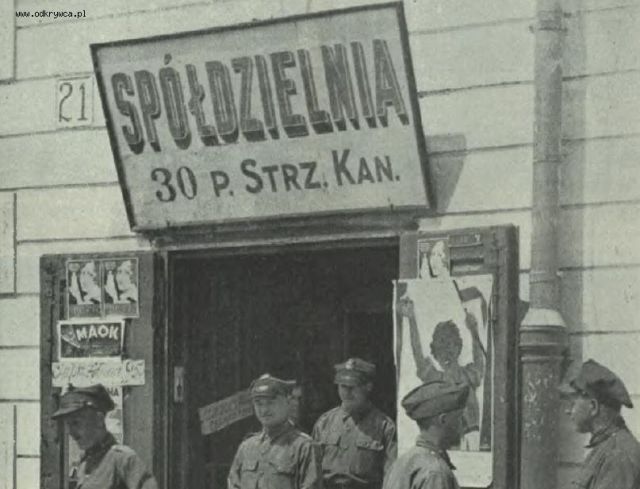 www.odkrywca.pl
21
SPÓŁDZIELNIA
30 P. STRZ. KAN.
MAOK